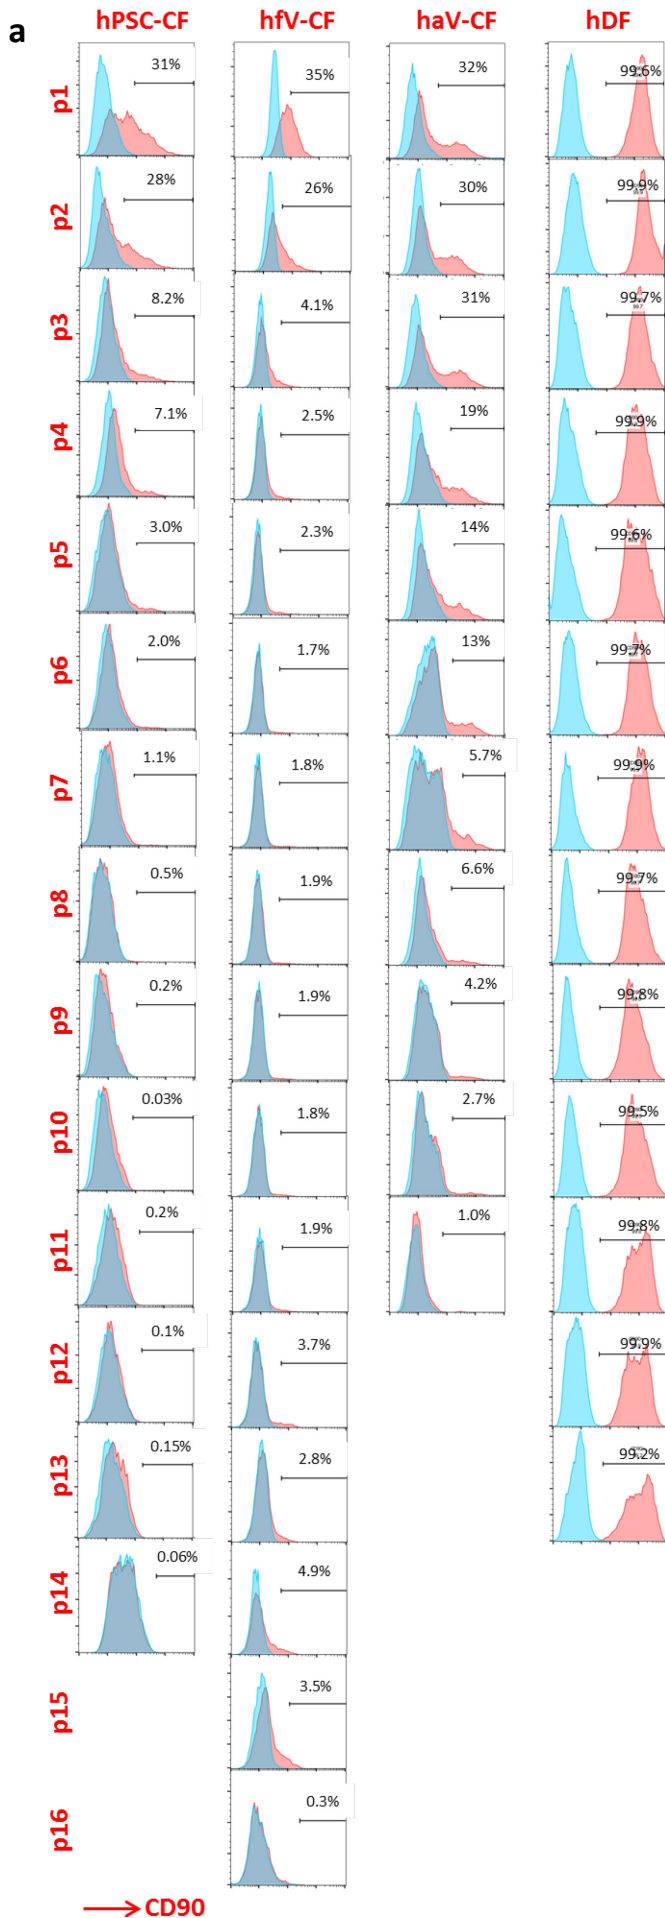 a
hPSC-CF hfV-CF haV-CF hDF
p1 31% 35% 32% 99.6%
p2 28% 26% 30% 99.9%
p3 8.2% 4.1% 31% 99.7%
p4 7.1% 2.5% 19% 99.9%
p5 3.0% 2.3% 14% 99.6%
p6 2.0% 1.7% 13% 99.7%
p7 1.1% 1.8% 5.7% 99.9%
p8 0.5% 1.9% 6.6% 99.7%
p9 0.2% 1.9% 4.2% 99.8%
p10 0.03% 1.8% 2.7% 99.5%
p11 0.2% 1.9% 1.0% 99.8%
p12 0.1% 3.7% 99.9%
p13 0.15% 2.8% 99.2%
p14 0.06% 4.9%
p15 3.5%
p16 0.3%
CD90